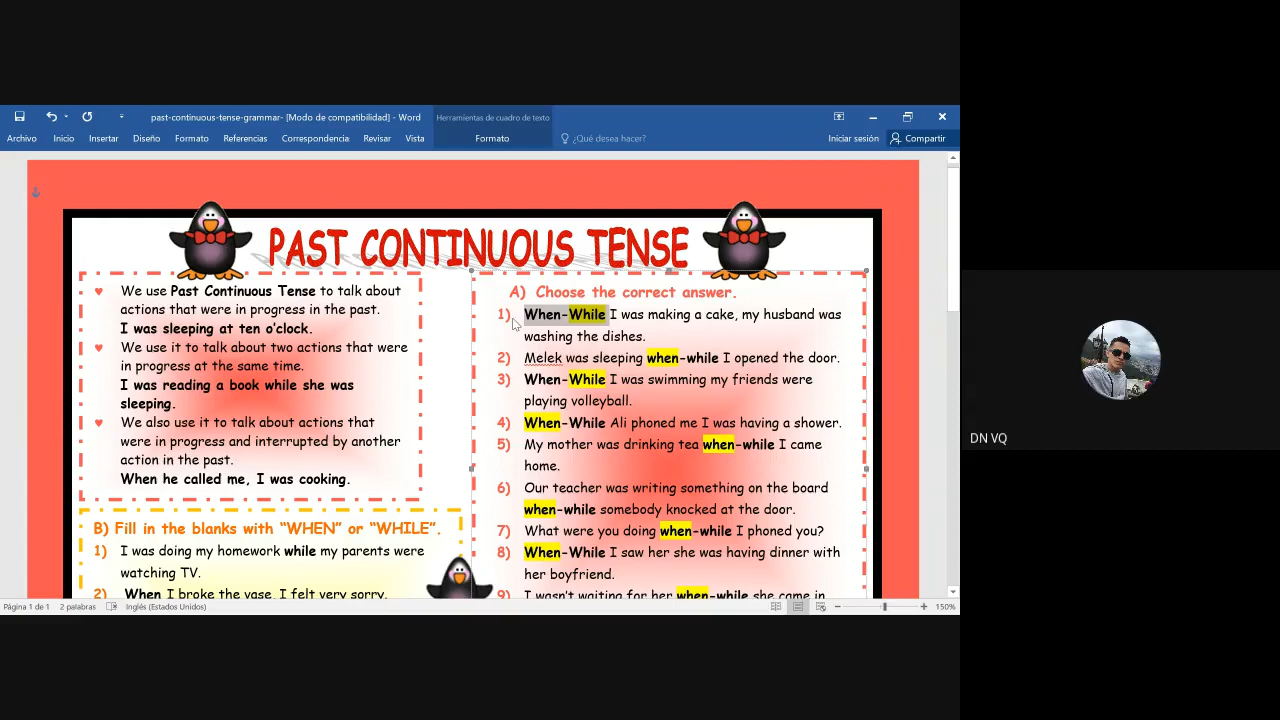 past-continuous-tense-grammar- [Modo de compatibilidad] - Word
Herramientas de cuadro de texto
Archivo Inicio Insertar Diseño Formato Referencias Correspondencia Revisar Vista Formato ¿Qué desea hacer? Iniciar sesión Compartir
PAST CONTINUOUS TENSE
♥ We use Past Continuous Tense to talk about
actions that were in progress in the past.
I was sleeping at ten o’clock.
♥ We use it to talk about two actions that were
in progress at the same time.
I was reading a book while she was
sleeping.
♥ We also use it to talk about actions that
were in progress and interrupted by another
action in the past.
When he called me, I was cooking.
B) Fill in the blanks with “WHEN” or “WHILE”.
1) I was doing my homework while my parents were
watching TV.
2) When I broke the vase, I felt very sorry.
A) Choose the correct answer.
1) When-While I was making a cake, my husband was
washing the dishes.
2) Melek was sleeping when-while I opened the door.
3) When-While I was swimming my friends were
playing volleyball.
4) When-While Ali phoned me I was having a shower.
5) My mother was drinking tea when-while I came
home.
6) Our teacher was writing something on the board
when-while somebody knocked at the door.
7) What were you doing when-while I phoned you?
8) When-While I saw her she was having dinner with
her boyfriend.
9) I wasn't waiting for her when-while she came in
Página 1 de 1 2 palabras Inglés (Estados Unidos) 150%
DN VQ